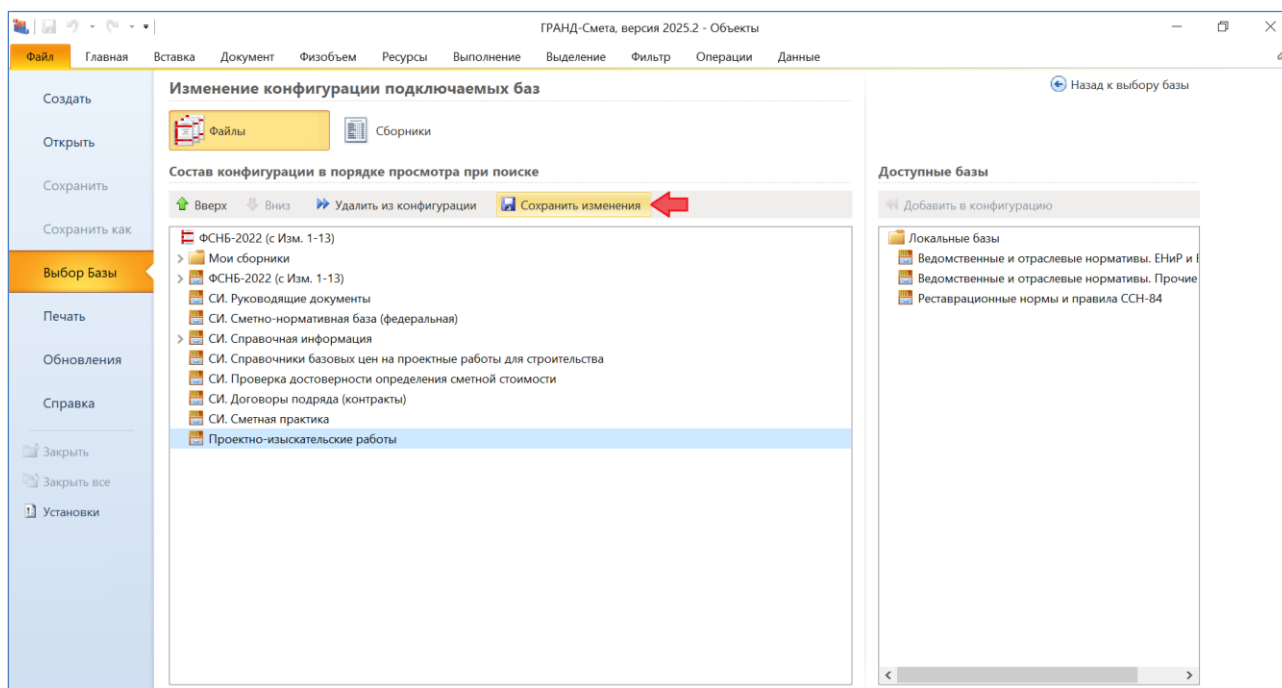 ГРАНД-Смета, версия 2025.2 - Объекты
Файл Главная Вставка Документ Физобъем Ресурсы Выполнение Выделение Фильтр Операции Данные
Создать
Открыть
Сохранить
Сохранить как
Выбор Базы
Печать
Обновления
Справка
Закрыть
Закрыть все
Установки
Изменение конфигурации подключаемых баз
Назад к выбору базы
Файлы Сборники
Состав конфигурации в порядке просмотра при поиске
Вверх Вниз Удалить из конфигурации Сохранить изменения
ФСНБ-2022 (с Изм. 1-13)
Мои сборники
ФСНБ-2022 (с Изм. 1-13)
СИ. Руководящие документы
СИ. Сметно-нормативная база (федеральная)
СИ. Справочная информация
СИ. Справочники базовых цен на проектные работы для строительства
СИ. Проверка достоверности определения сметной стоимости
СИ. Договоры подряда (контракты)
СИ. Сметная практика
Проектно-изыскательские работы
Доступные базы
Добавить в конфигурацию
Локальные базы
Ведомственные и отраслевые нормативы. ЕНиР и
Ведомственные и отраслевые нормативы. Прочие
Реставрационные нормы и правила ССН-84